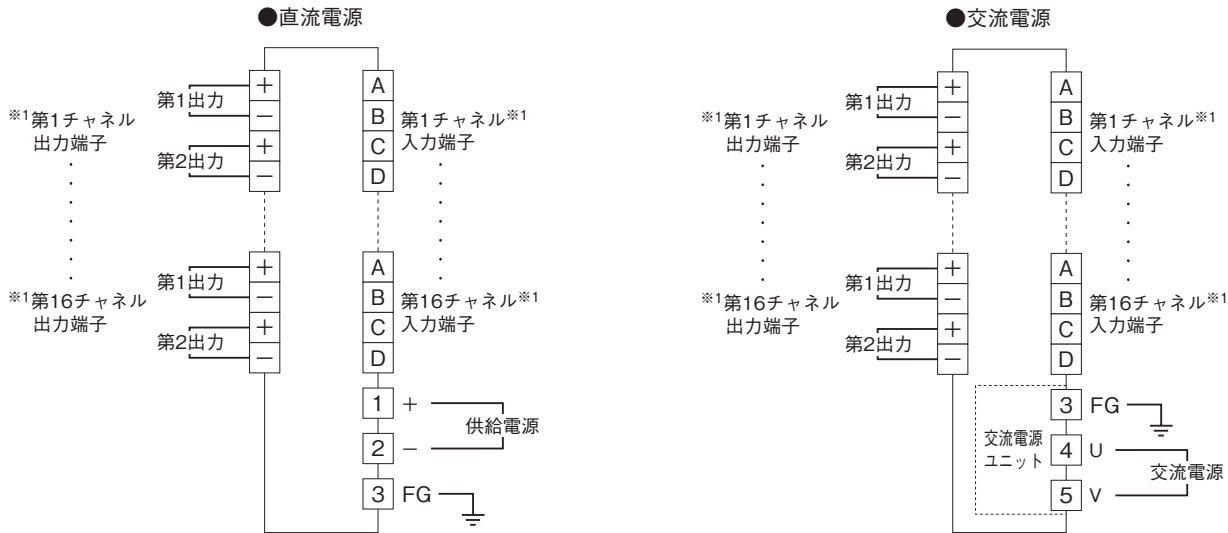 ●直流電源
第1出力
※1第1チャネル
出力端子
第2出力
+
−
+
−
A
B
C
D
第1チャネル※1
入力端子
第1出力
※1第16チャネル
出力端子
第2出力
+
−
+
−
A
B
C
D
第16チャネル※1
入力端子
1 +
2 −
供給電源
3 FG
●交流電源
第1出力
※1第1チャネル
出力端子
第2出力
+
−
+
−
A
B
C
D
第1チャネル※1
入力端子
第1出力
※1第16チャネル
出力端子
第2出力
+
−
+
−
A
B
C
D
第16チャネル※1
入力端子
交流電源
ユニット
3 FG
4 U
5 V
交流電源